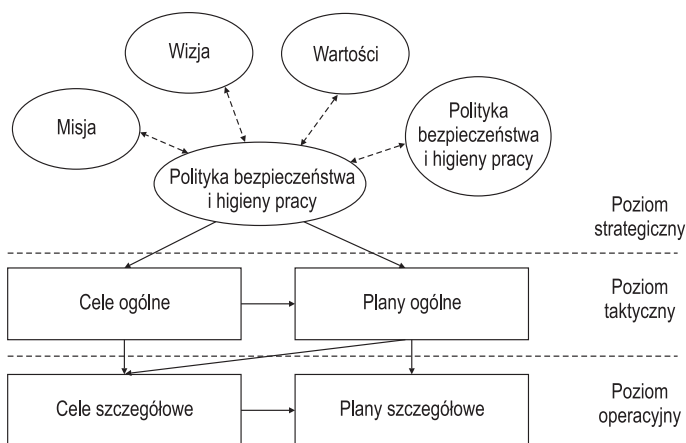 Wizja
Wartości
Misja
Polityka
bezpieczeństwa
i higieny pracy
Polityka bezpieczeństwa
i higieny pracy
Poziom
strategiczny
Cele ogólne
Plany ogólne
Poziom
taktyczny
Cele szczegółowe
Plany szczegółowe
Poziom
operacyjny